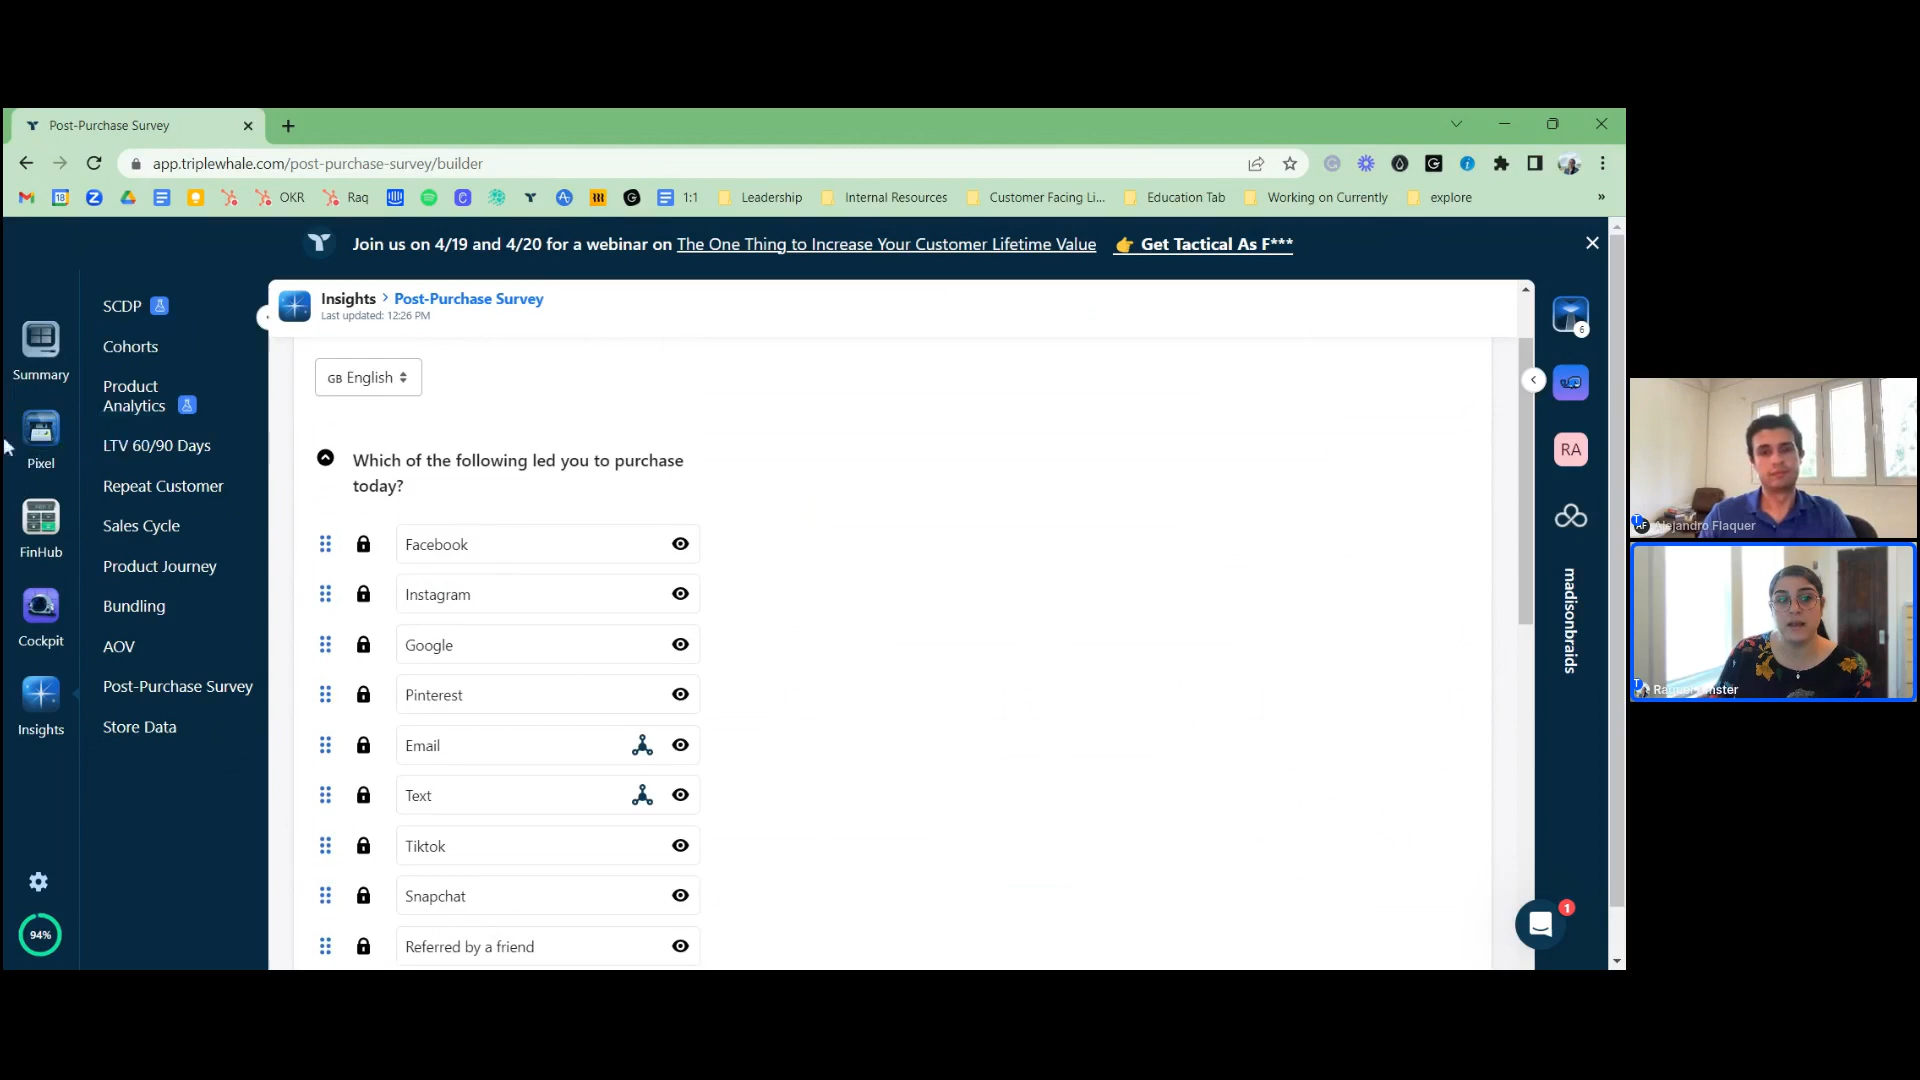 Post-Purchase Survey
app.triplewhale.com/post-purchase-survey/builder
18
OKR
Raq
1:1
Leadership
Internal Resources
Customer Facing Li...
Education Tab
Working on Currently
explore
»
Join us on 4/19 and 4/20 for a webinar on The One Thing to Increase Your Customer Lifetime Value 👉 Get Tactical As F***
Summary
Pixel
FinHub
Cockpit
Insights
94%
SCDP
Cohorts
Product
Analytics
LTV 60/90 Days
Repeat Customer
Sales Cycle
Product Journey
Bundling
AOV
Post-Purchase Survey
Store Data
Insights > Post-Purchase Survey
Last updated: 12:26 PM
GB English
Which of the following led you to purchase
today?
Facebook
Instagram
Google
Pinterest
Email
Text
Tiktok
Snapchat
Referred by a friend
6
RA
madisonbraids
1
AF
Alejandro Flaquer